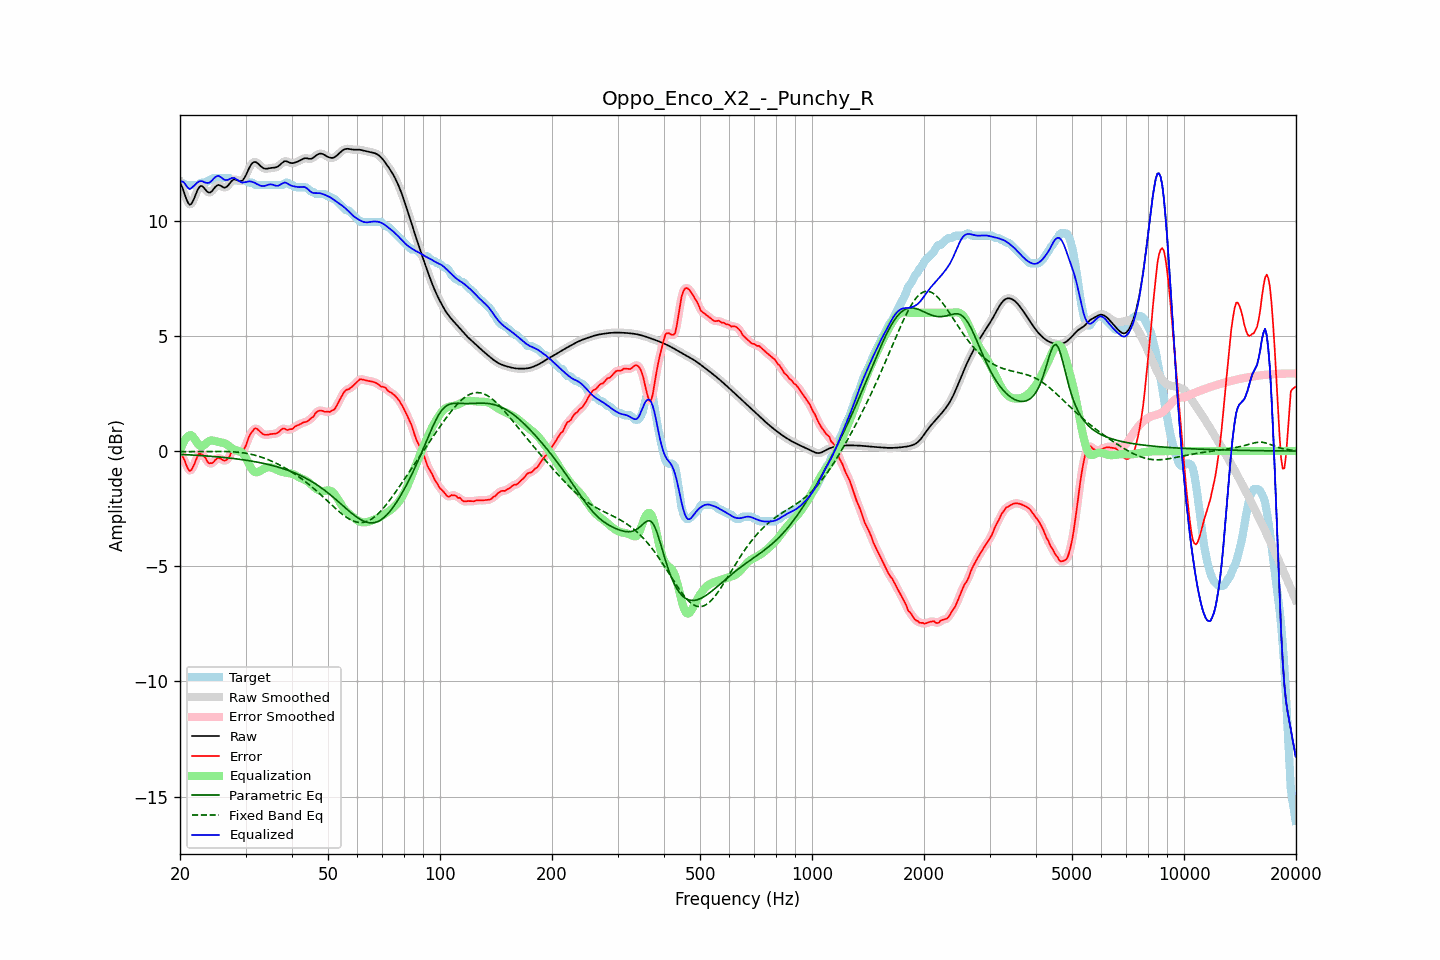 Oppo_Enco_X2_-_Punchy_R
Amplitude (dBr)
10
5
0
−5
−10
−15
Target
Raw Smoothed
Error Smoothed
Raw
Error
Equalization
Parametric Eq
Fixed Band Eq
Equalized
20 50 100 200 500 1000 2000 5000 10000 20000
Frequency (Hz)